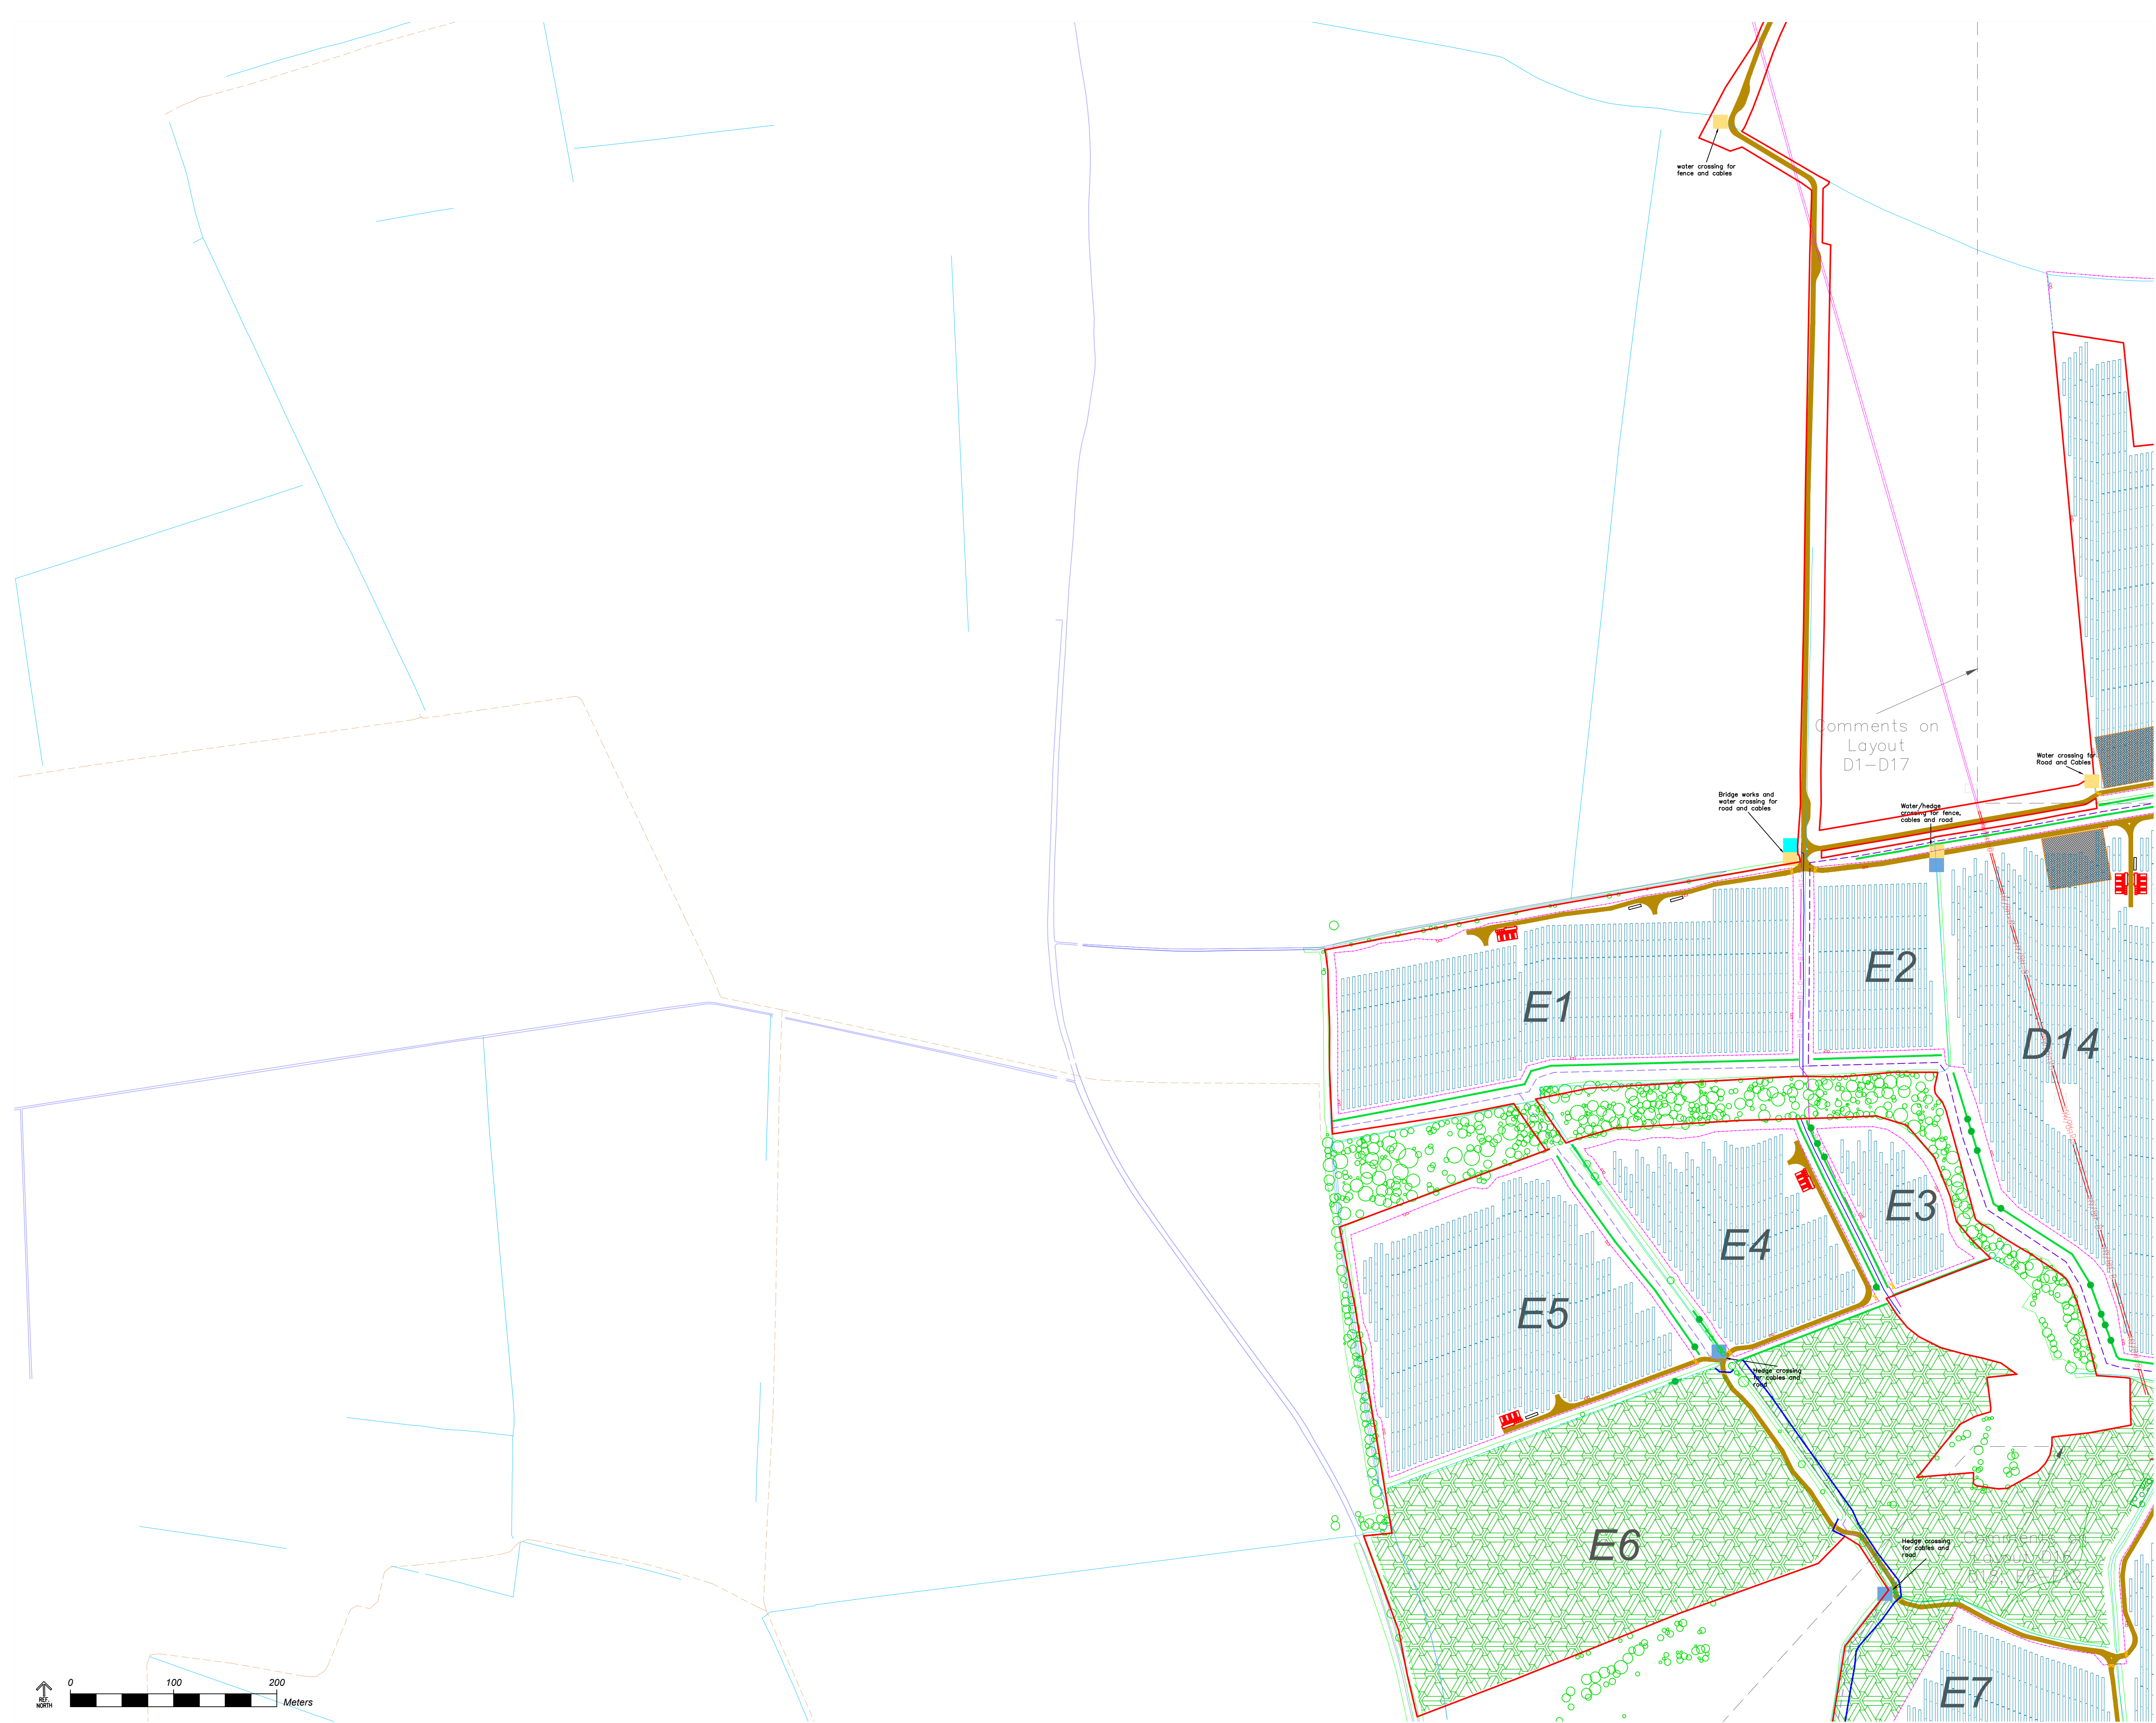 water crossing for
fence and cables
Comments on
Layout
D1-D17
Water crossing for
Road and Cables
Bridge works and
water crossing for
road and cables
Water/hedge
crossing for fence,
cables and road
E1
E2
D14
E3
E4
E5
Hedge crossing
for cables and
road
E6
Hedge crossing
for cables and
road
Comments on
E7
REF.
NORTH
0 100 200
Meters